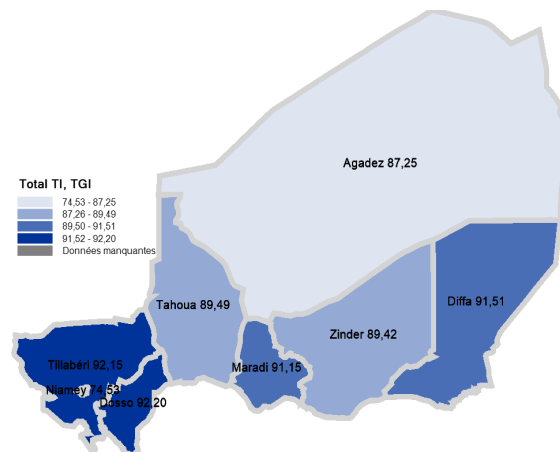 Agadez 87,25
Total TI, TGI
74,53 - 87,25
87,26 - 89,49
89,50 - 91,51
91,52 - 92,20
Données manquantes
Tahoua 89,49
Diffa 91,51
Zinder 89,42
Maradi 91,15
Tillabéri 92,15
Niamey 74,53
Dosso 92,20